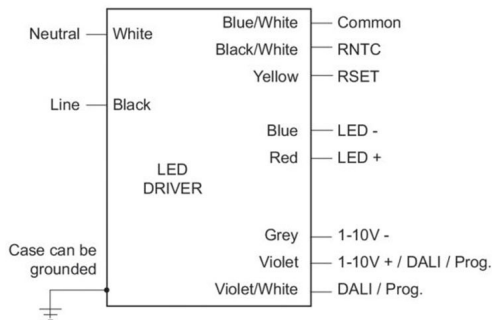 Neutral
White
Line
Black
LED
DRIVER
Case can be
grounded
Blue/White
Common
Black/White
RNTC
Yellow
RSET
Blue
LED -
Red
LED +
Grey
1-10V -
Violet
1-10V + / DALI / Prog.
Violet/White
DALI / Prog.